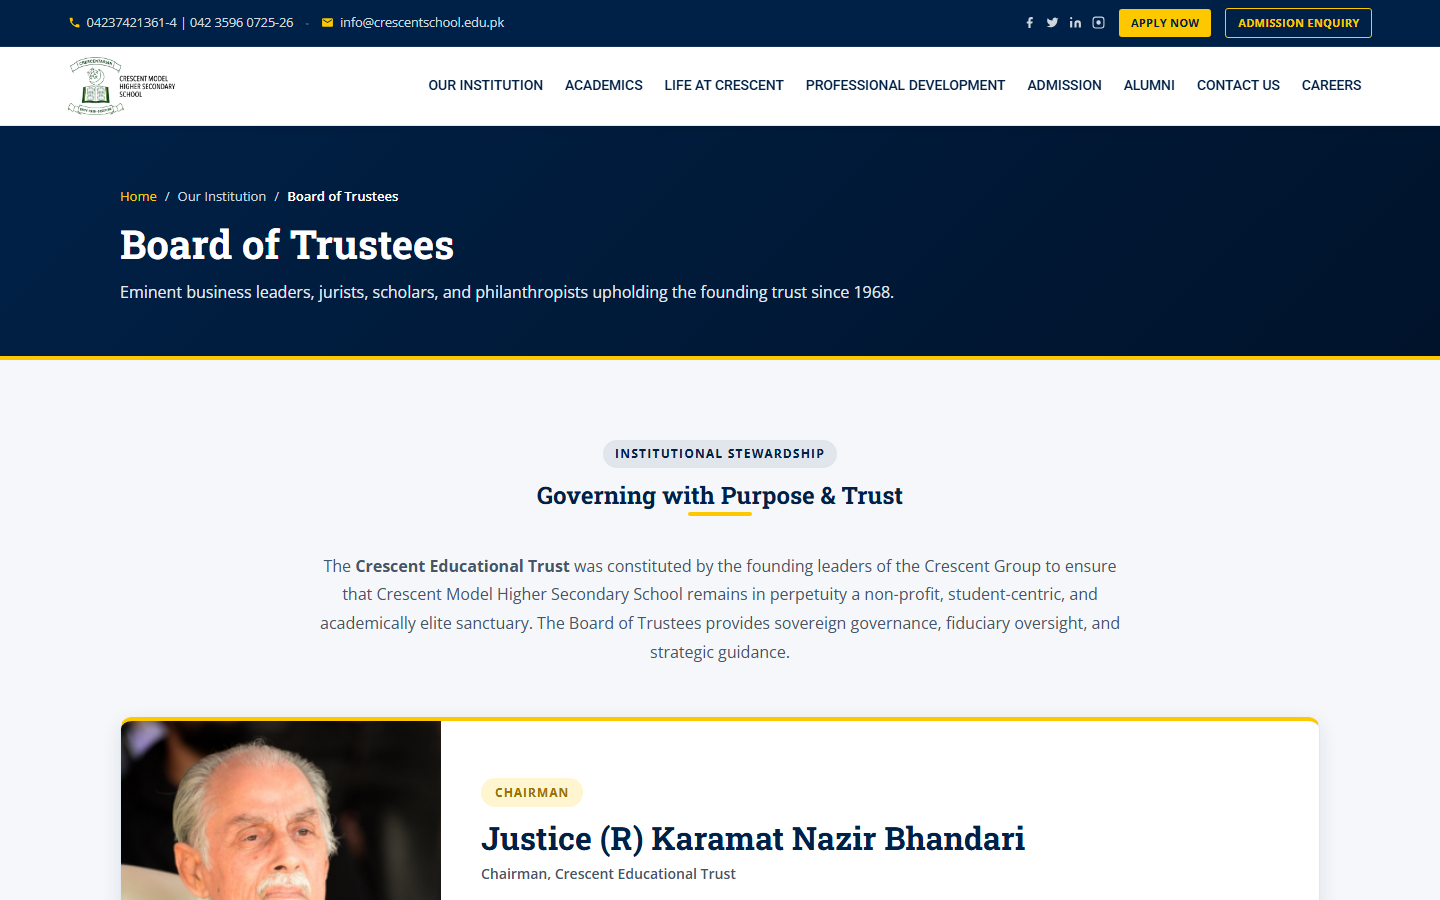 04237421361-4 | 042 3596 0725-26
info@crescentschool.edu.pk
APPLY NOW
ADMISSION ENQUIRY
CRESCENT MODEL
HIGHER SECONDARY
SCHOOL
OUR INSTITUTION
ACADEMICS
LIFE AT CRESCENT
PROFESSIONAL DEVELOPMENT
ADMISSION
ALUMNI
CONTACT US
CAREERS
Home / Our Institution / Board of Trustees
Board of Trustees
Eminent business leaders, jurists, scholars, and philanthropists upholding the founding trust since 1968.
INSTITUTIONAL STEWARDSHIP
Governing with Purpose & Trust
The Crescent Educational Trust was constituted by the founding leaders of the Crescent Group to ensure
that Crescent Model Higher Secondary School remains in perpetuity a non-profit, student-centric, and
academically elite sanctuary. The Board of Trustees provides sovereign governance, fiduciary oversight, and
strategic guidance.
CHAIRMAN
Justice (R) Karamat Nazir Bhandari
Chairman, Crescent Educational Trust